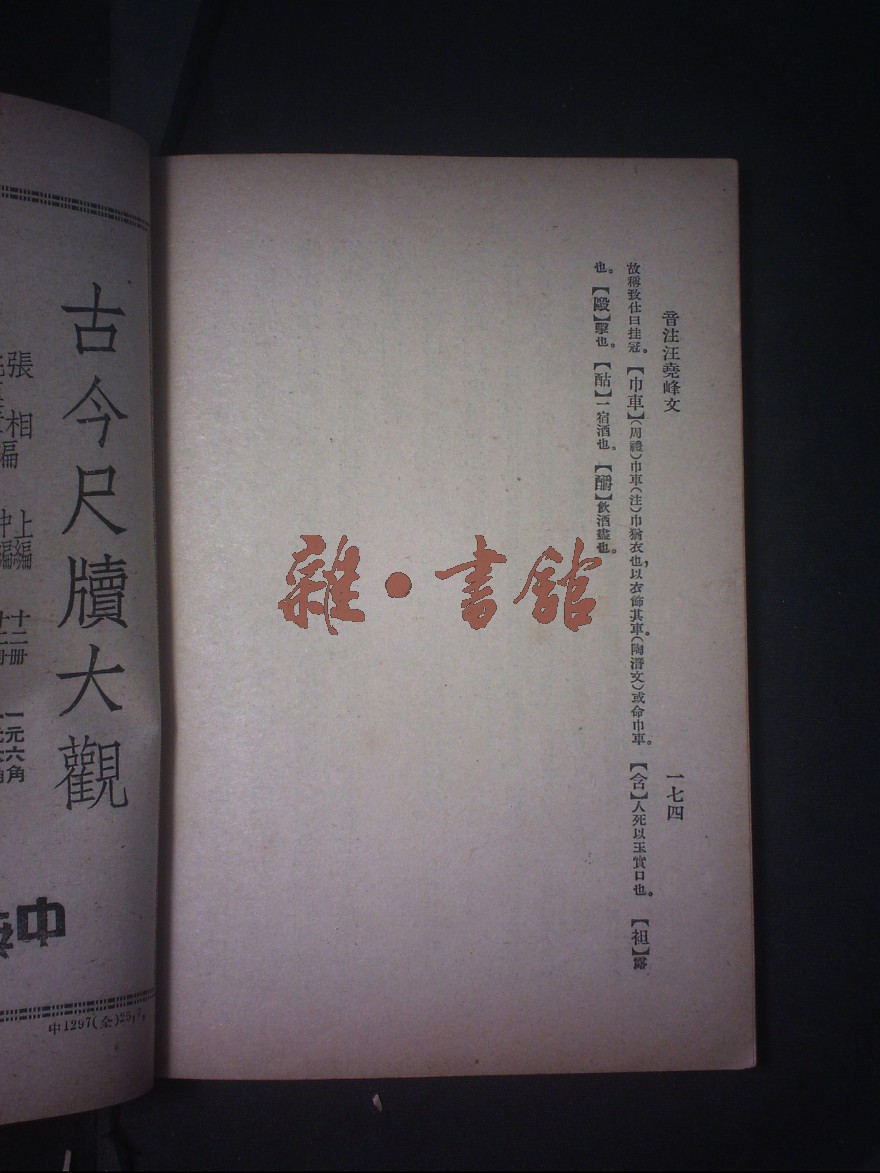 音注汪堯峰文
一七四
故稱致仕曰挂冠。【巾車】(周禮)巾車(注)巾猶衣也,以衣飾其車。(陶潛文)或命巾車。【含】人死以玉實口也。【袒】露
也。【毆】擊也。【酤】一宿酒也。【釂】飲酒盡也。
雜·書館
古今尺牘大觀
張相編
上編 十二册 一元六角
中編
中
中1297(全)25,7,